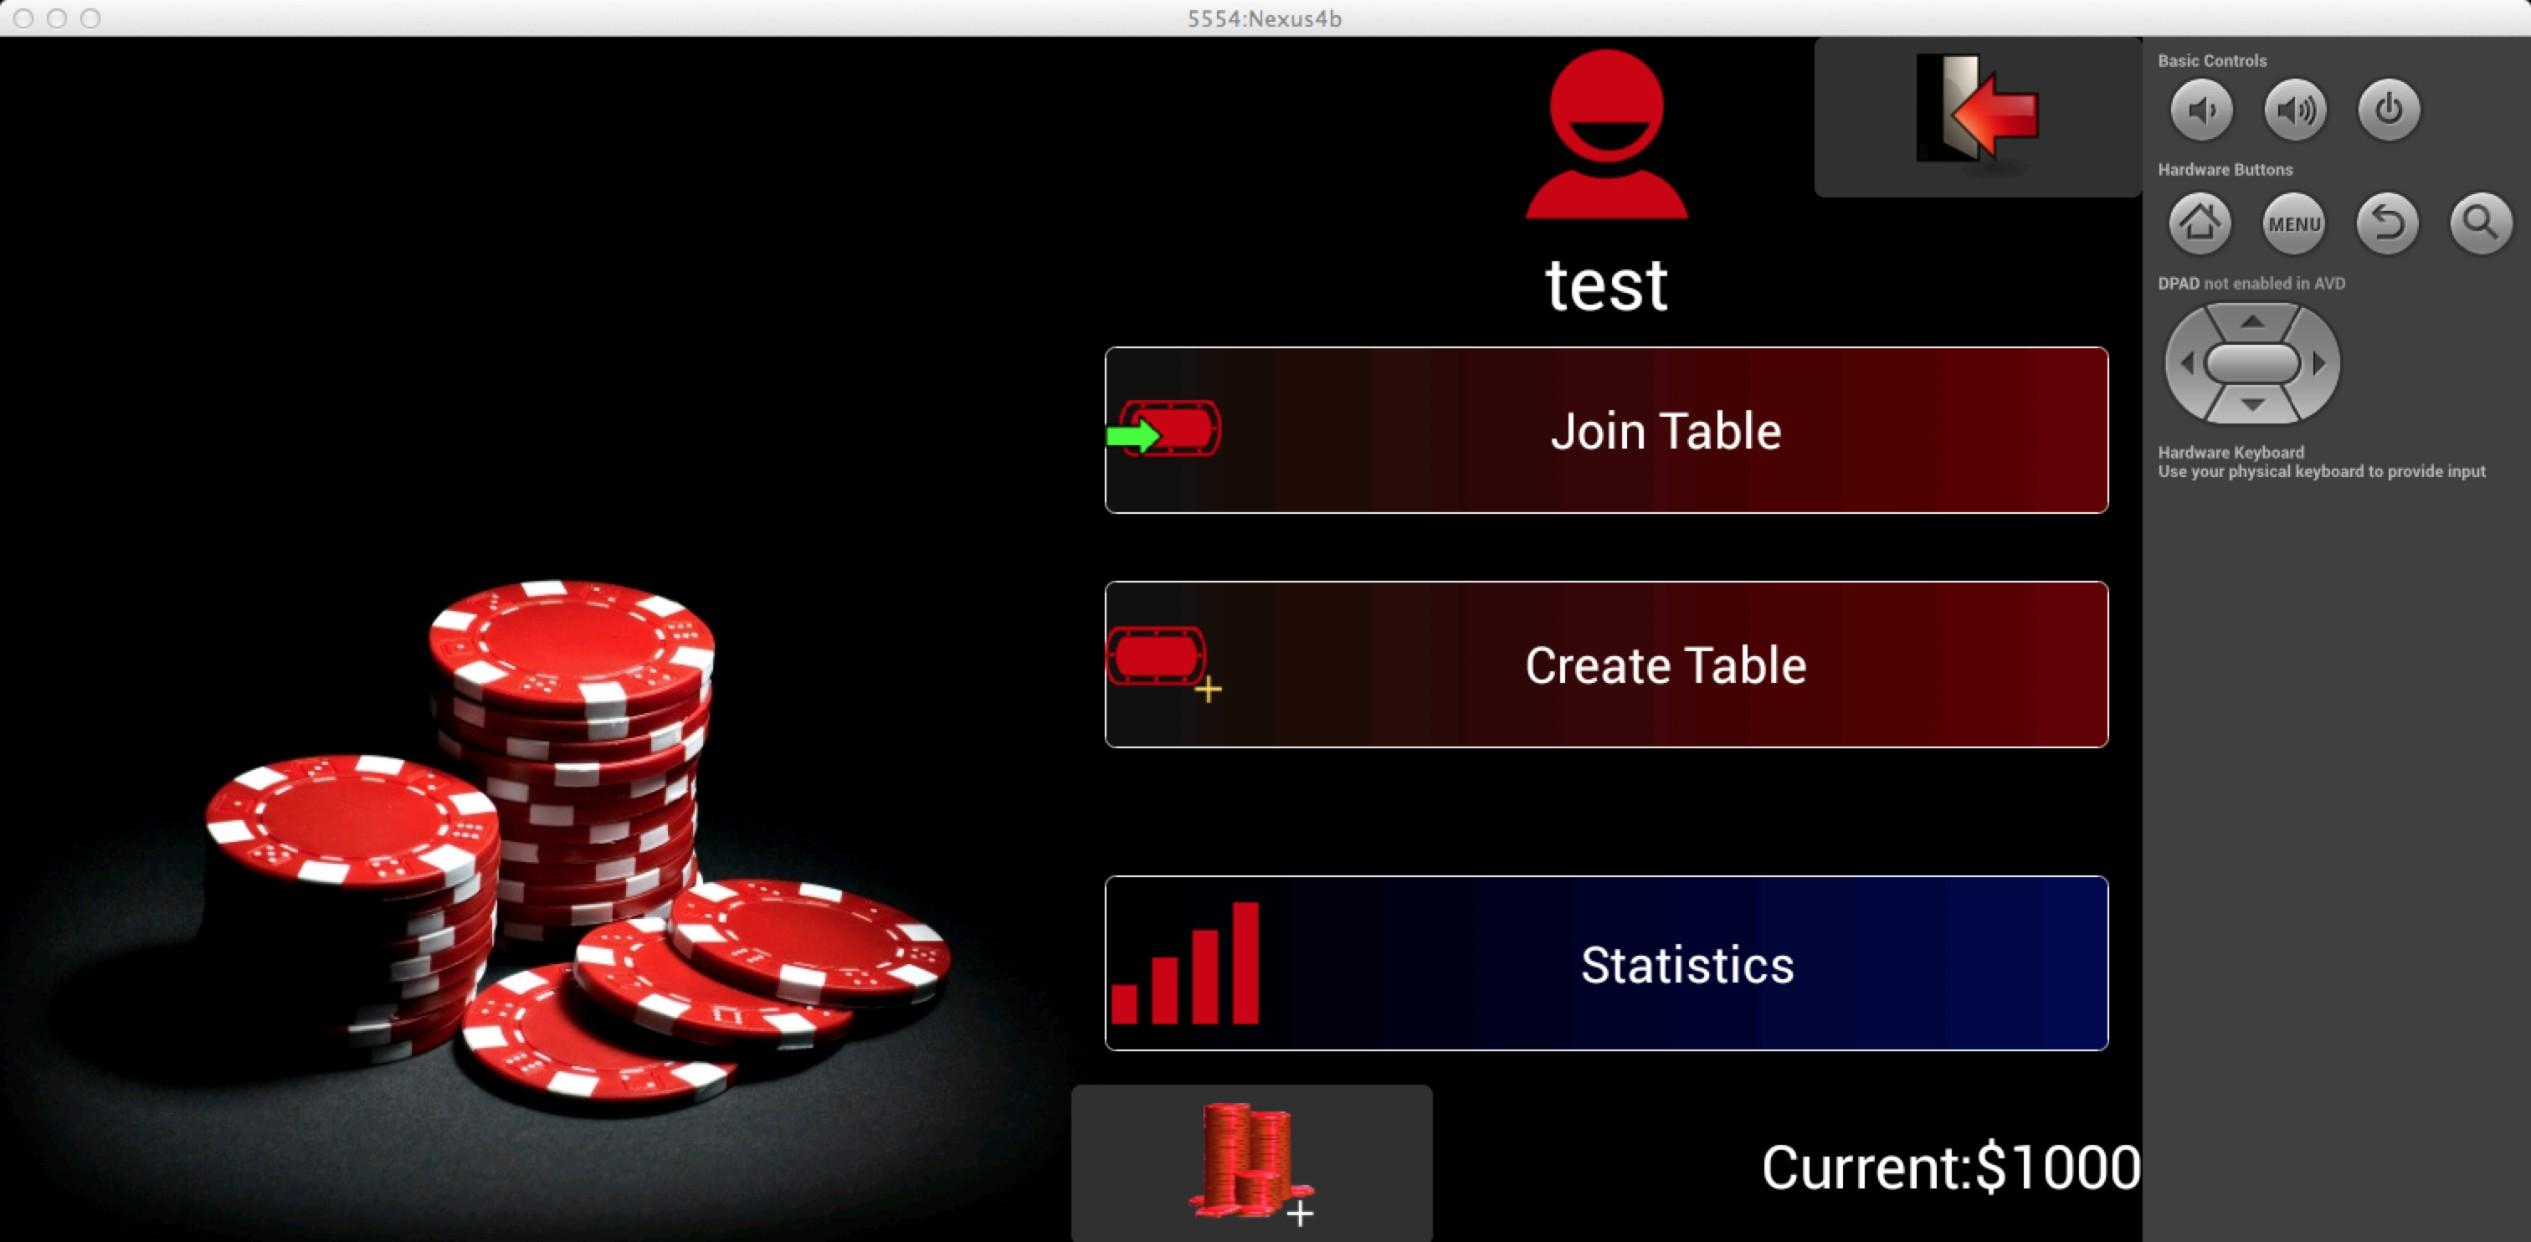 5554:Nexus4b
test
Join Table
Create Table
Statistics
Current:$1000
Basic Controls
Hardware Buttons
MENU
DPAD not enabled in AVD
Hardware Keyboard
Use your physical keyboard to provide input